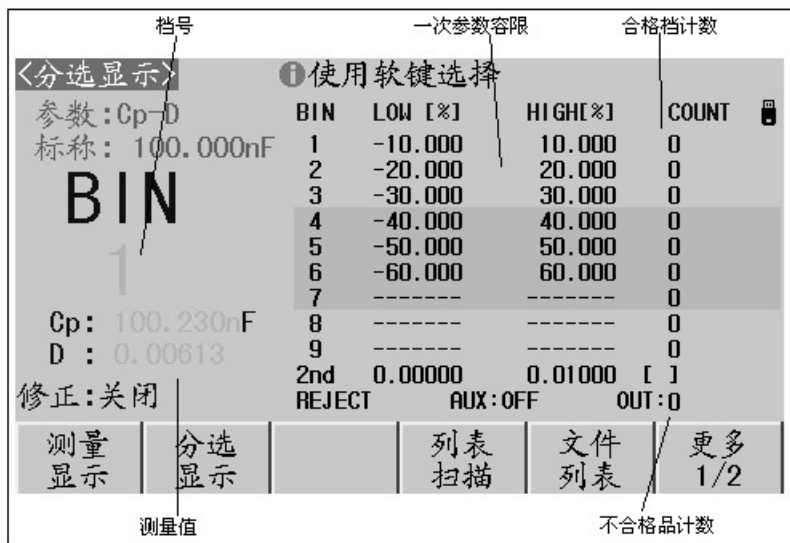 档号 一次参数容限 合格档计数
<分选显示> 使用软键选择
参数:Cp-D BIN LOW [%] HIGH[%] COUNT
标称: 100.000nF 1 -10.000 10.000 0
2 -20.000 20.000 0
BIN 3 -30.000 30.000 0
4 -40.000 40.000 0
1 5 -50.000 50.000 0
6 -60.000 60.000 0
7 ------- ------- 0
Cp: 100.230nF 8 ------- ------- 0
D : 0.00613 9 ------- ------- 0
2nd 0.00000 0.01000 [ ]
修正:关闭 REJECT AUX:OFF OUT:0
测量 分选 列表 文件 更多
显示 显示 扫描 列表 1/2
测量值 不合格品计数